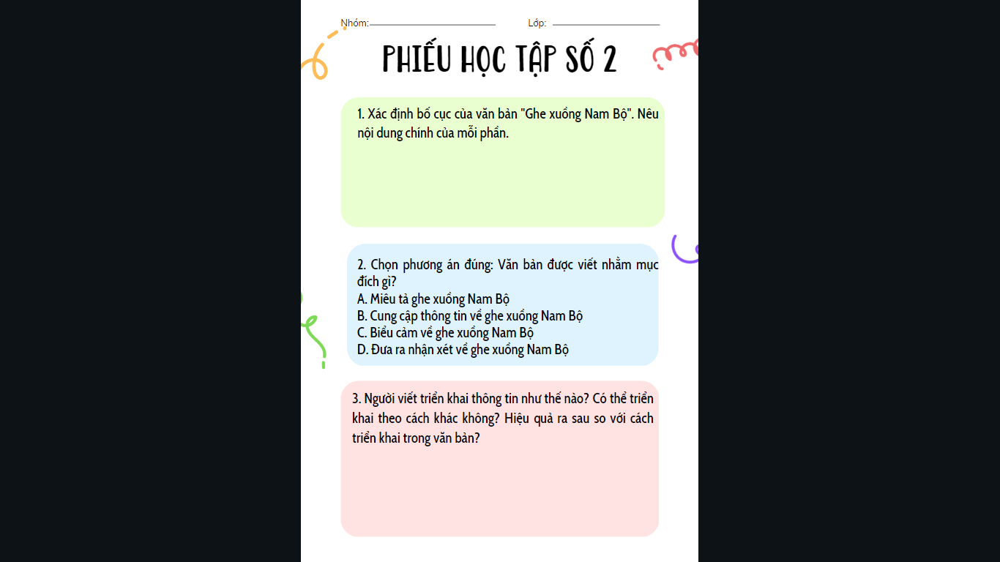 Nhóm: Lớp:
PHIẾU HỌC TẬP SỐ 2
1. Xác định bố cục của văn bản "Ghe xuồng Nam Bộ". Nêu
nội dung chính của mỗi phần.
2. Chọn phương án đúng: Văn bản được viết nhằm mục
đích gì?
A. Miêu tả ghe xuồng Nam Bộ
B. Cung cập thông tin về ghe xuồng Nam Bộ
C. Biểu cảm về ghe xuồng Nam Bộ
D. Đưa ra nhận xét về ghe xuồng Nam Bộ
3. Người viết triển khai thông tin như thế nào? Có thể triển
khai theo cách khác không? Hiệu quả ra sau so với cách
triển khai trong văn bản?